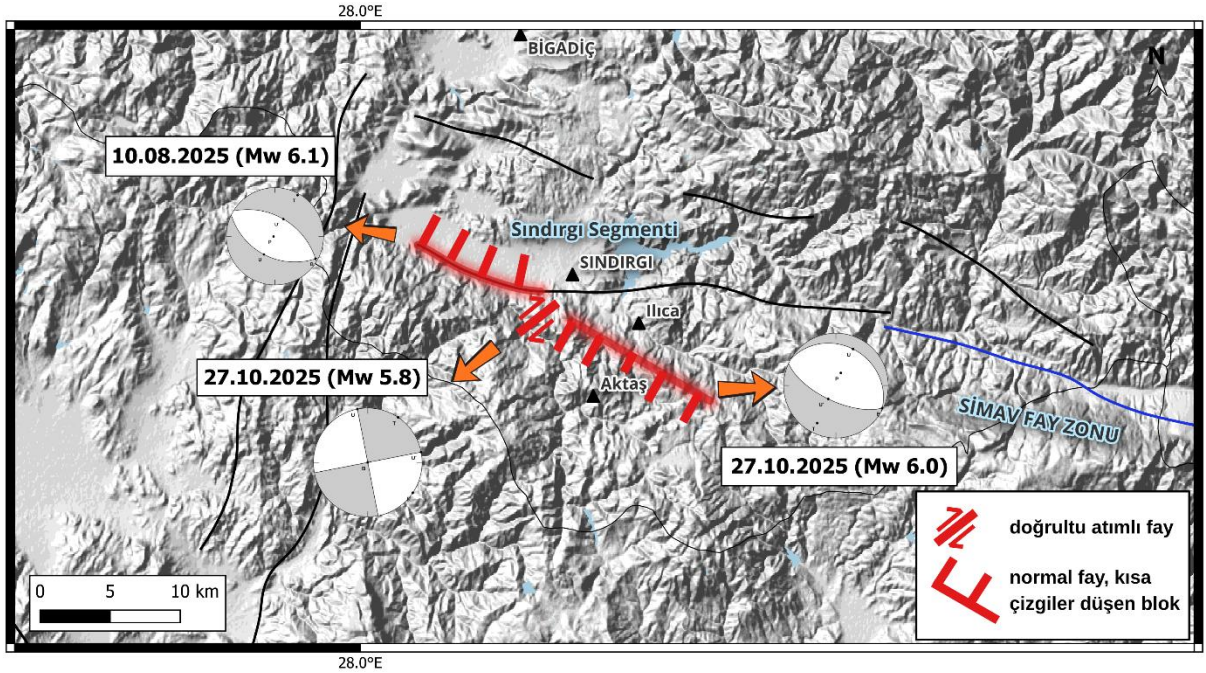 28.0°E
BİGADİÇ
N
10.08.2025 (Mw 6.1)
Sındırgı Segmenti
SINDIRGI
Ilıca
27.10.2025 (Mw 5.8)
Aktaş
SİMAV FAY ZONU
27.10.2025 (Mw 6.0)
doğrultu atımlı fay
normal fay, kısa
çizgiler düşen blok
0 5 10 km
28.0°E